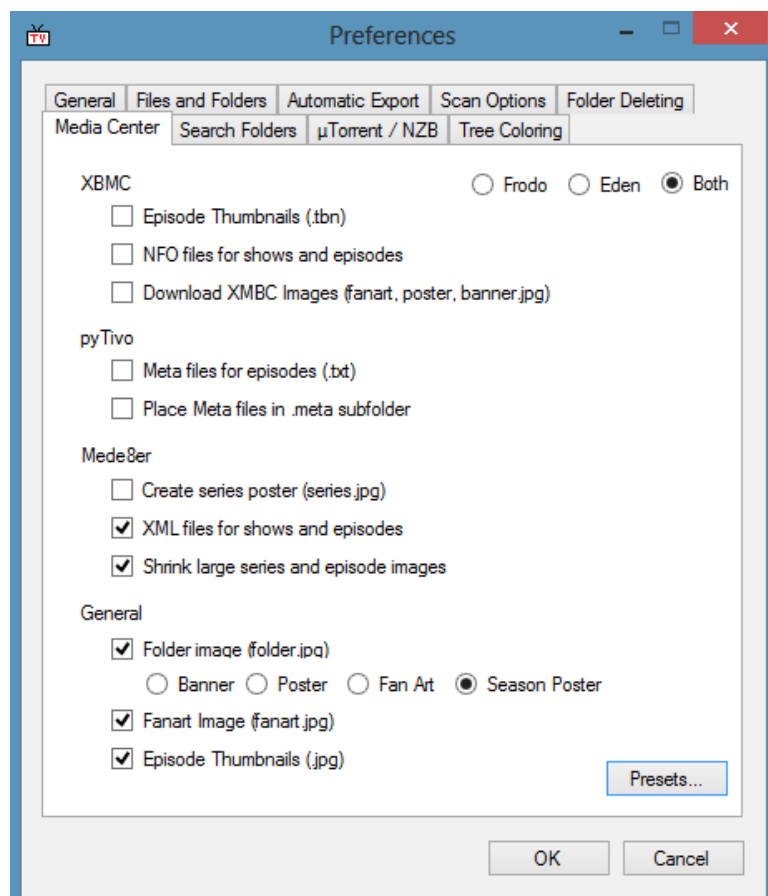 TV Preferences
General Files and Folders Automatic Export Scan Options Folder Deleting
Media Center Search Folders µTorrent / NZB Tree Coloring
XBMC Frodo Eden Both
Episode Thumbnails (.tbn)
NFO files for shows and episodes
Download XMBC Images (fanart, poster, banner.jpg)
pyTivo
Meta files for episodes (.txt)
Place Meta files in .meta subfolder
Mede8er
Create series poster (series.jpg)
XML files for shows and episodes
Shrink large series and episode images
General
Folder image (folder.jpg)
Banner Poster Fan Art Season Poster
Fanart Image (fanart.jpg)
Episode Thumbnails (.jpg)
Presets...
OK Cancel